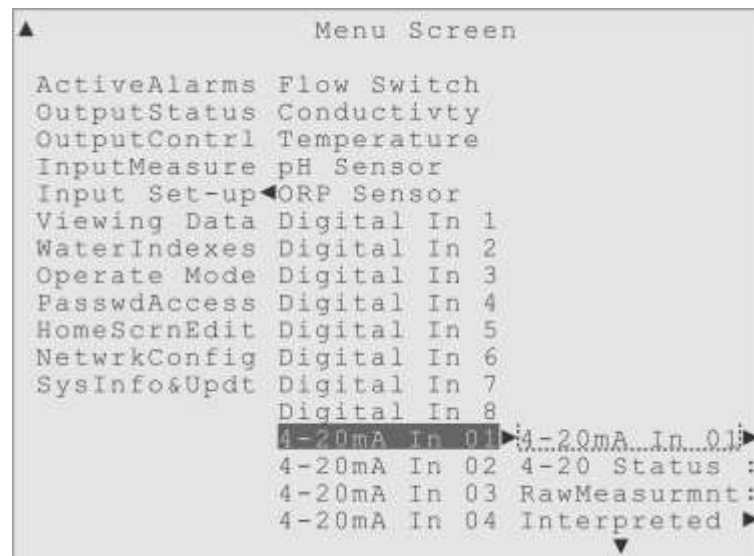 Menu Screen
ActiveAlarms Flow Switch
OutputStatus Conductivty
OutputContrl Temperature
InputMeasure pH Sensor
Input Set-up◄ORP Sensor
Viewing Data Digital In 1
WaterIndexes Digital In 2
Operate Mode Digital In 3
PasswdAccess Digital In 4
HomeScrnEdit Digital In 5
NetwrkConfig Digital In 6
SysInfo&Updt Digital In 7
Digital In 8
4-20mA In 01►4-20mA In 01►
4-20mA In 02 4-20 Status :
4-20mA In 03 RawMeasurmnt:
4-20mA In 04 Interpreted ►